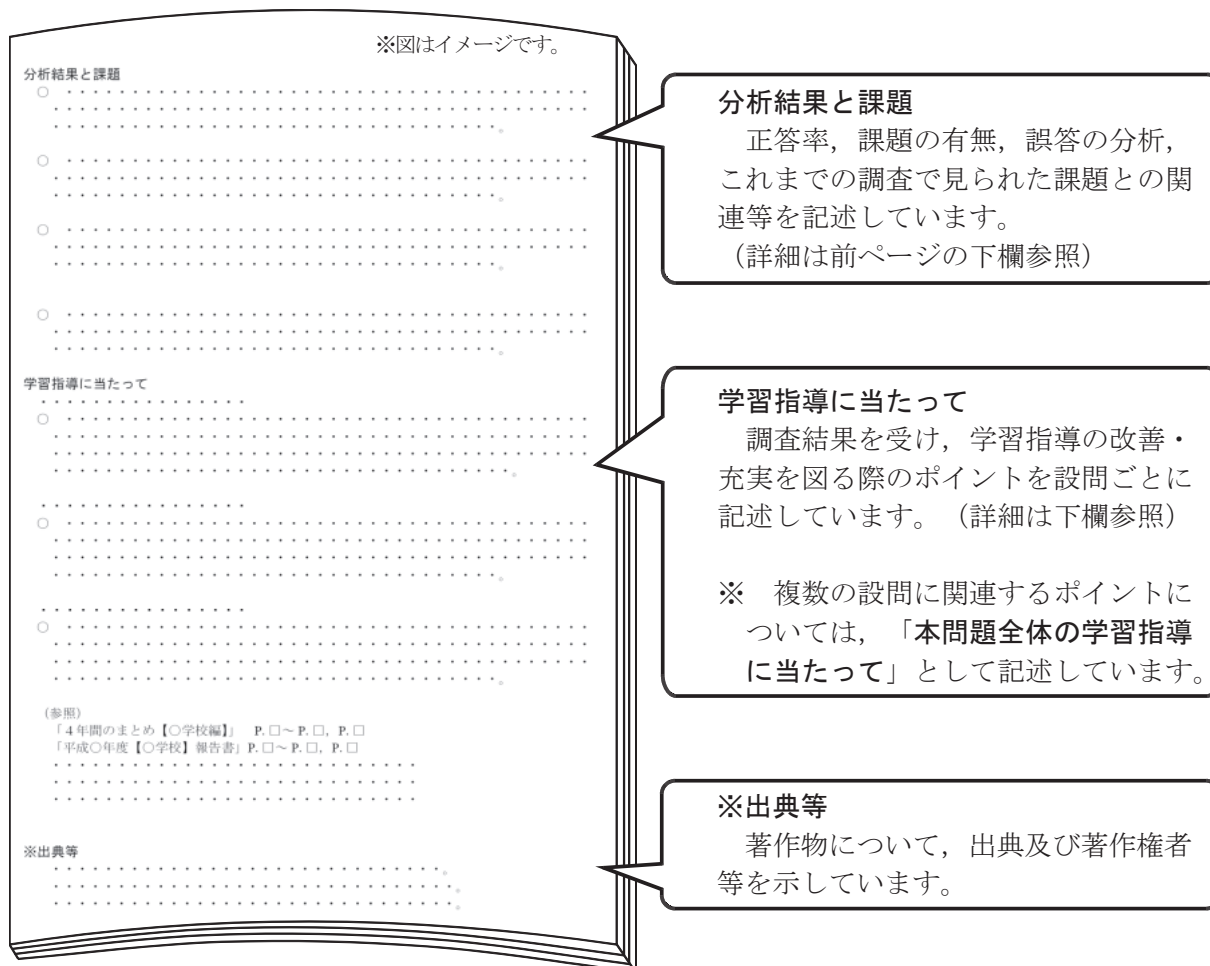 ※図はイメージです。
分析結果と課題
○
○
○
○
学習指導に当たって
○
○
○
(参照)
「4年間のまとめ【○学校編】」 P.□~P.□,P.□
「平成○年度【○学校】報告書」P.□~P.□,P.□
※出典等
分析結果と課題
正答率,課題の有無,誤答の分析,
これまでの調査で見られた課題との関
連等を記述しています。
(詳細は前ページの下欄参照)
学習指導に当たって
調査結果を受け,学習指導の改善・
充実を図る際のポイントを設問ごとに
記述しています。(詳細は下欄参照)
※ 複数の設問に関連するポイントに
ついては,「本問題全体の学習指導
に当たって」として記述しています。
※出典等
著作物について,出典及び著作権者
等を示しています。